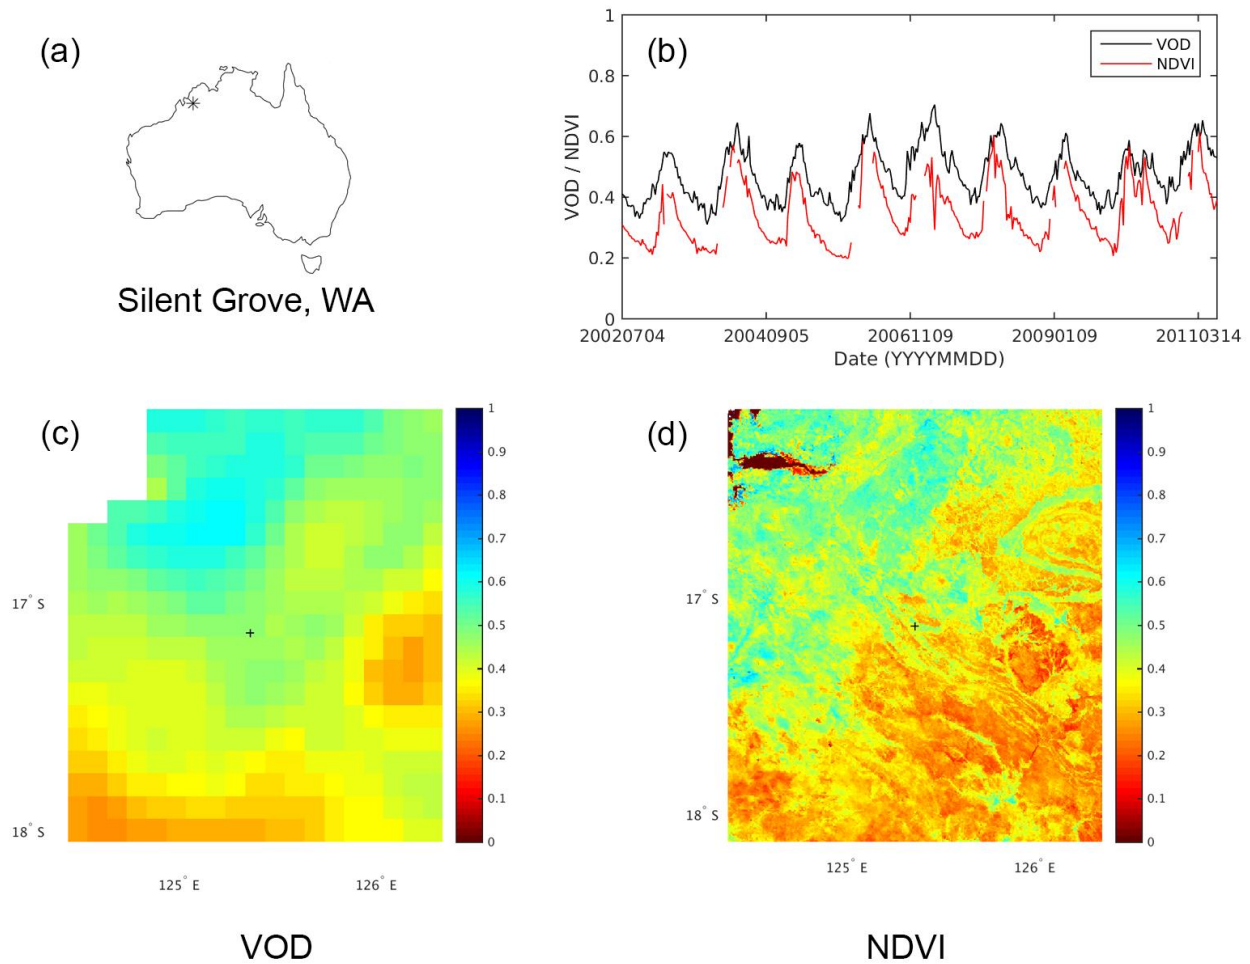 (a)
Silent Grove, WA
(b)
VOD / NDVI
1
0.8
0.6
0.4
0.2
0
VOD
NDVI
20020704 20040905 20061109 20090109 20110314
Date (YYYYMMDD)
(c)
17° S
18° S
125° E 126° E
1
0.9
0.8
0.7
0.6
0.5
0.4
0.3
0.2
0.1
0
VOD
(d)
17° S
18° S
125° E 126° E
1
0.9
0.8
0.7
0.6
0.5
0.4
0.3
0.2
0.1
0
NDVI